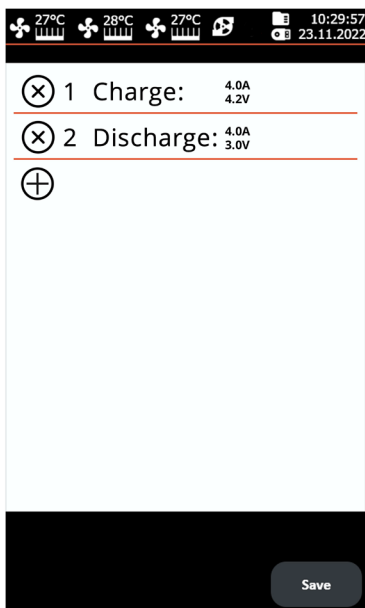 27°C 28°C 27°C 10:29:57
23.11.2022
1 Charge: 4.0A
4.2V
2 Discharge: 4.0A
3.0V
Save